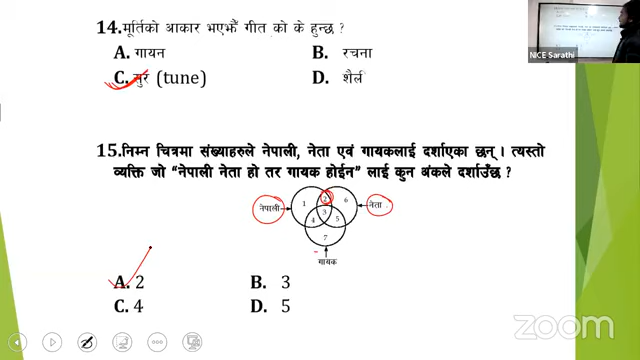 14.मूर्तिको आकार भएझैँ गीत को के हुन्छ ?
A. गायन
B. रचना
C. सुर (tune)
D. शैली
15.निम्न चित्रमा संख्याहरुले नेपाली, नेता एवं गायकलाई दर्शाएका छन् । त्यस्तो
व्यक्ति जो "नेपाली नेता हो तर गायक होईन" लाई कुन अंकले दर्शाउँछ ?
1 2 6
नेपाली
3
नेता
4 5
7
गायक
A. 2
B. 3
C. 4
D. 5
NICE Sarathi
LIVE
zoom